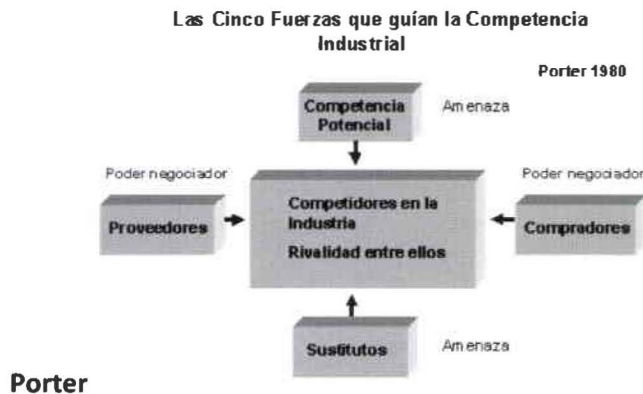 Las Cinco Fuerzas que guían la Competencia
Industrial
Porter 1980
Competencia
Potencial
Amenaza
Poder negociador
Poder negociador
Proveedores
Competidores en la
Industria
Rivalidad entre ellos
Compradores
Sustitutos
Amenaza
Porter